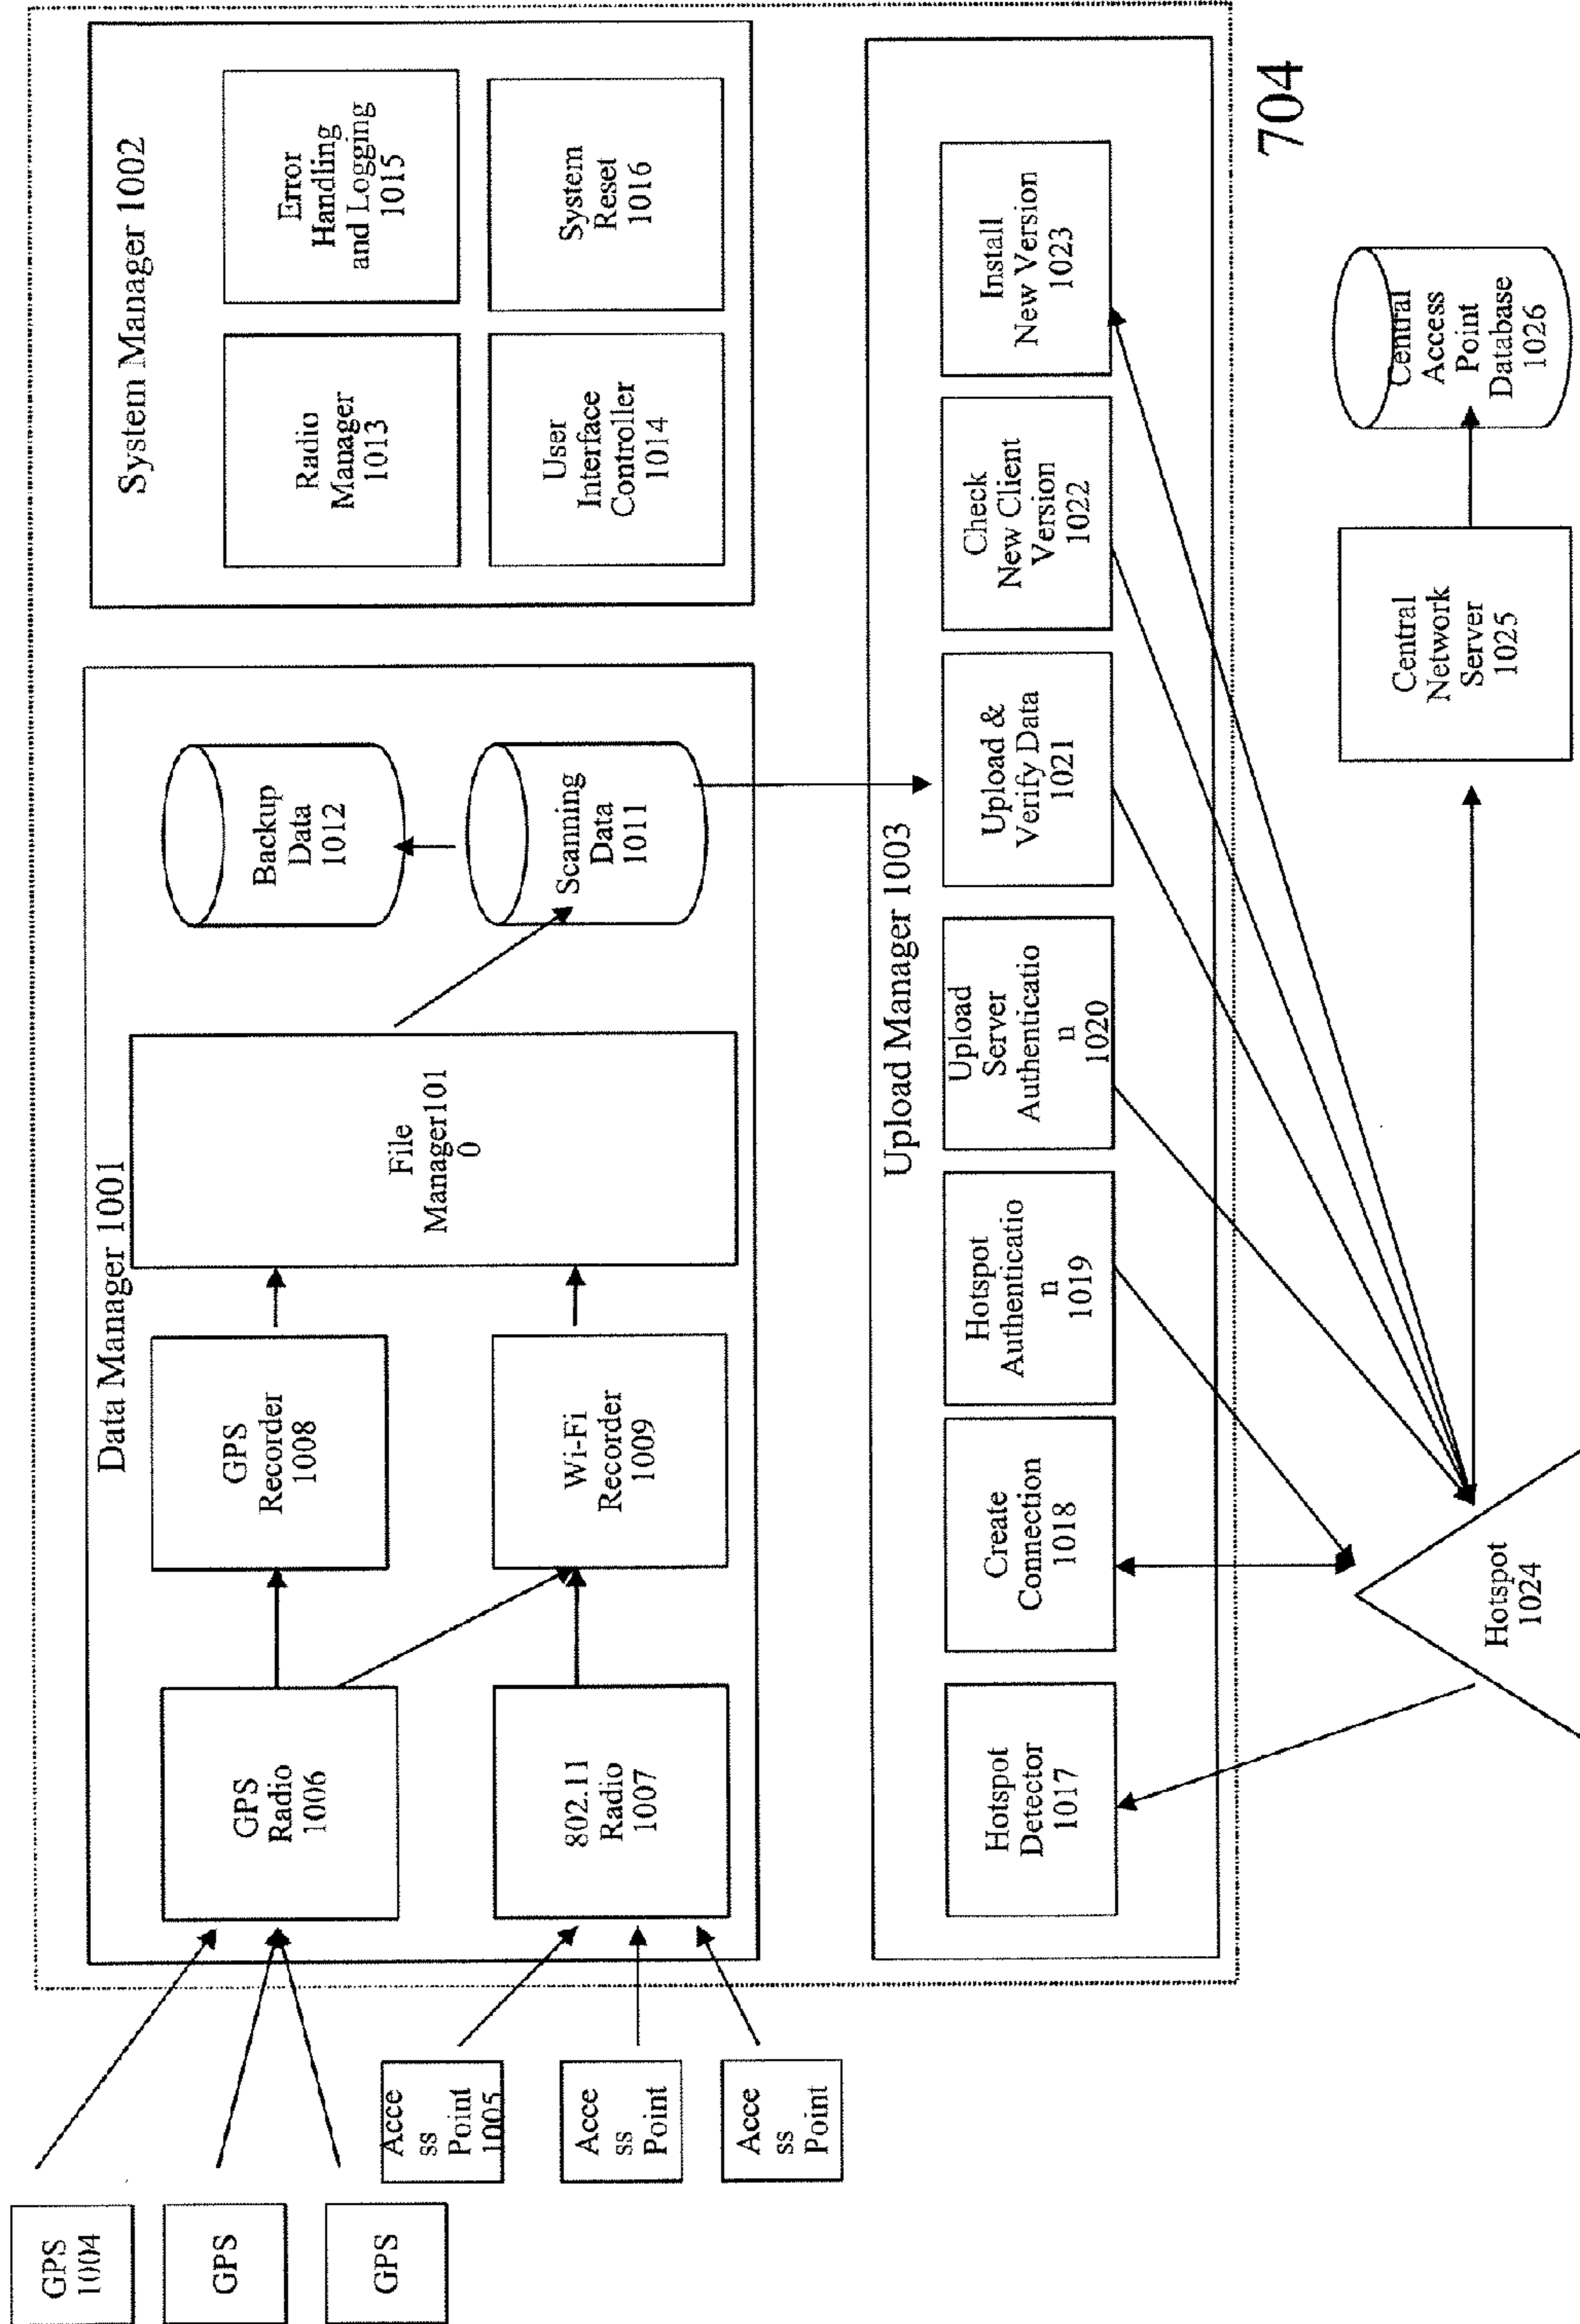 Data Manager 1001
System Manager 1002
GPS
1004
GPS
GPS
Acce
ss
Point
1005
Acce
ss
Point
Acce
ss
Point
GPS
Radio
1006
802.11
Radio
1007
GPS
Recorder
1008
Wi-Fi
Recorder
1009
File
Manager101
0
Backup
Data
1012
Scanning
Data
1011
Radio
Manager
1013
Error
Handling
and Logging
1015
User
Interface
Controller
1014
System
Reset
1016
Upload Manager 1003
Hotspot
Detector
1017
Create
Connection
1018
Hotspot
Authenticatio
n
1019
Upload
Server
Authenticatio
n
1020
Upload &
Verify Data
1021
Check
New Client
Version
1022
Install
New Version
1023
704
Hotspot
1024
Central
Network
Server
1025
Central
Access
Point
Database
1026